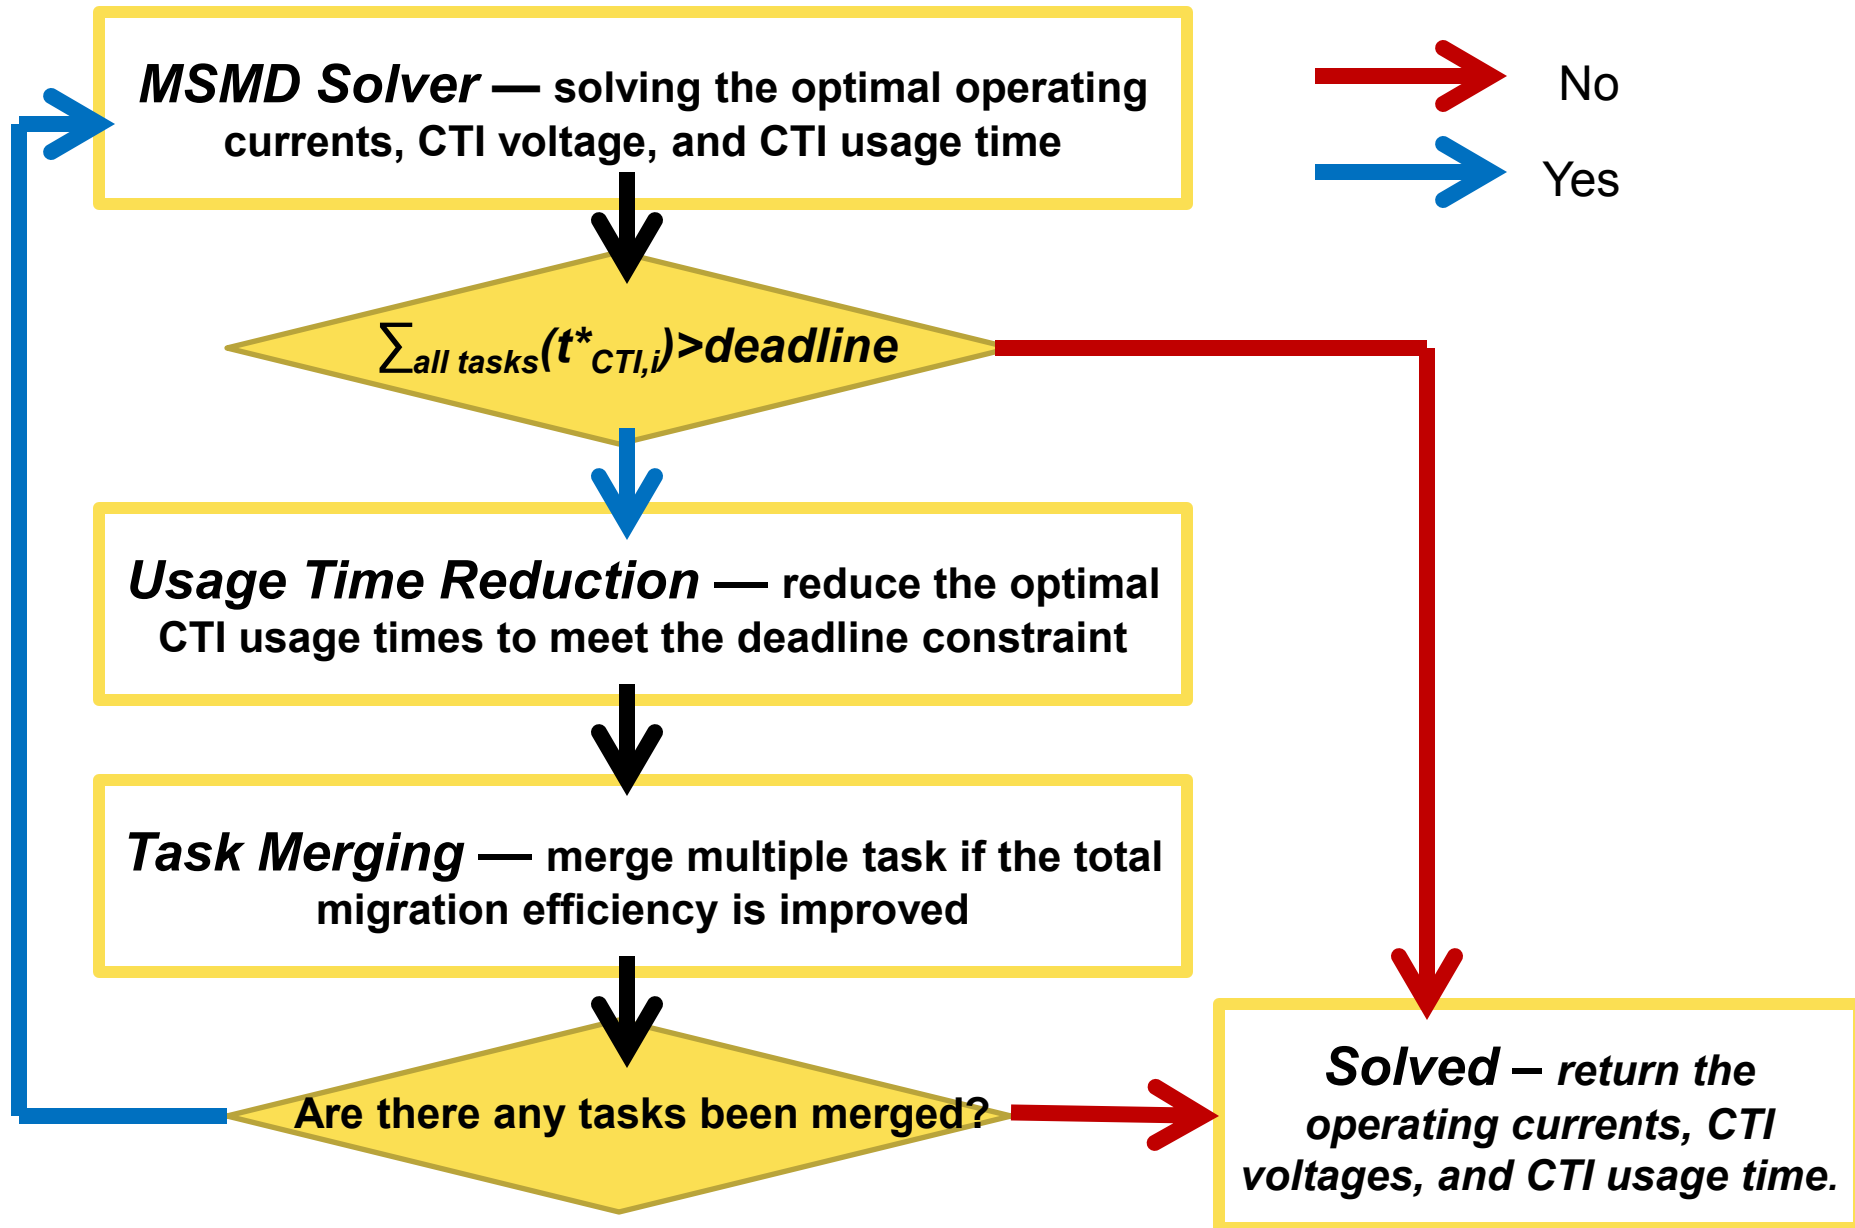 MSMD Solver — solving the optimal operating
currents, CTI voltage, and CTI usage time
No
Yes
∑all tasks(t*CTI,i)>deadline
Usage Time Reduction — reduce the optimal
CTI usage times to meet the deadline constraint
Task Merging — merge multiple task if the total
migration efficiency is improved
Are there any tasks been merged?
Solved – return the
operating currents, CTI
voltages, and CTI usage time.